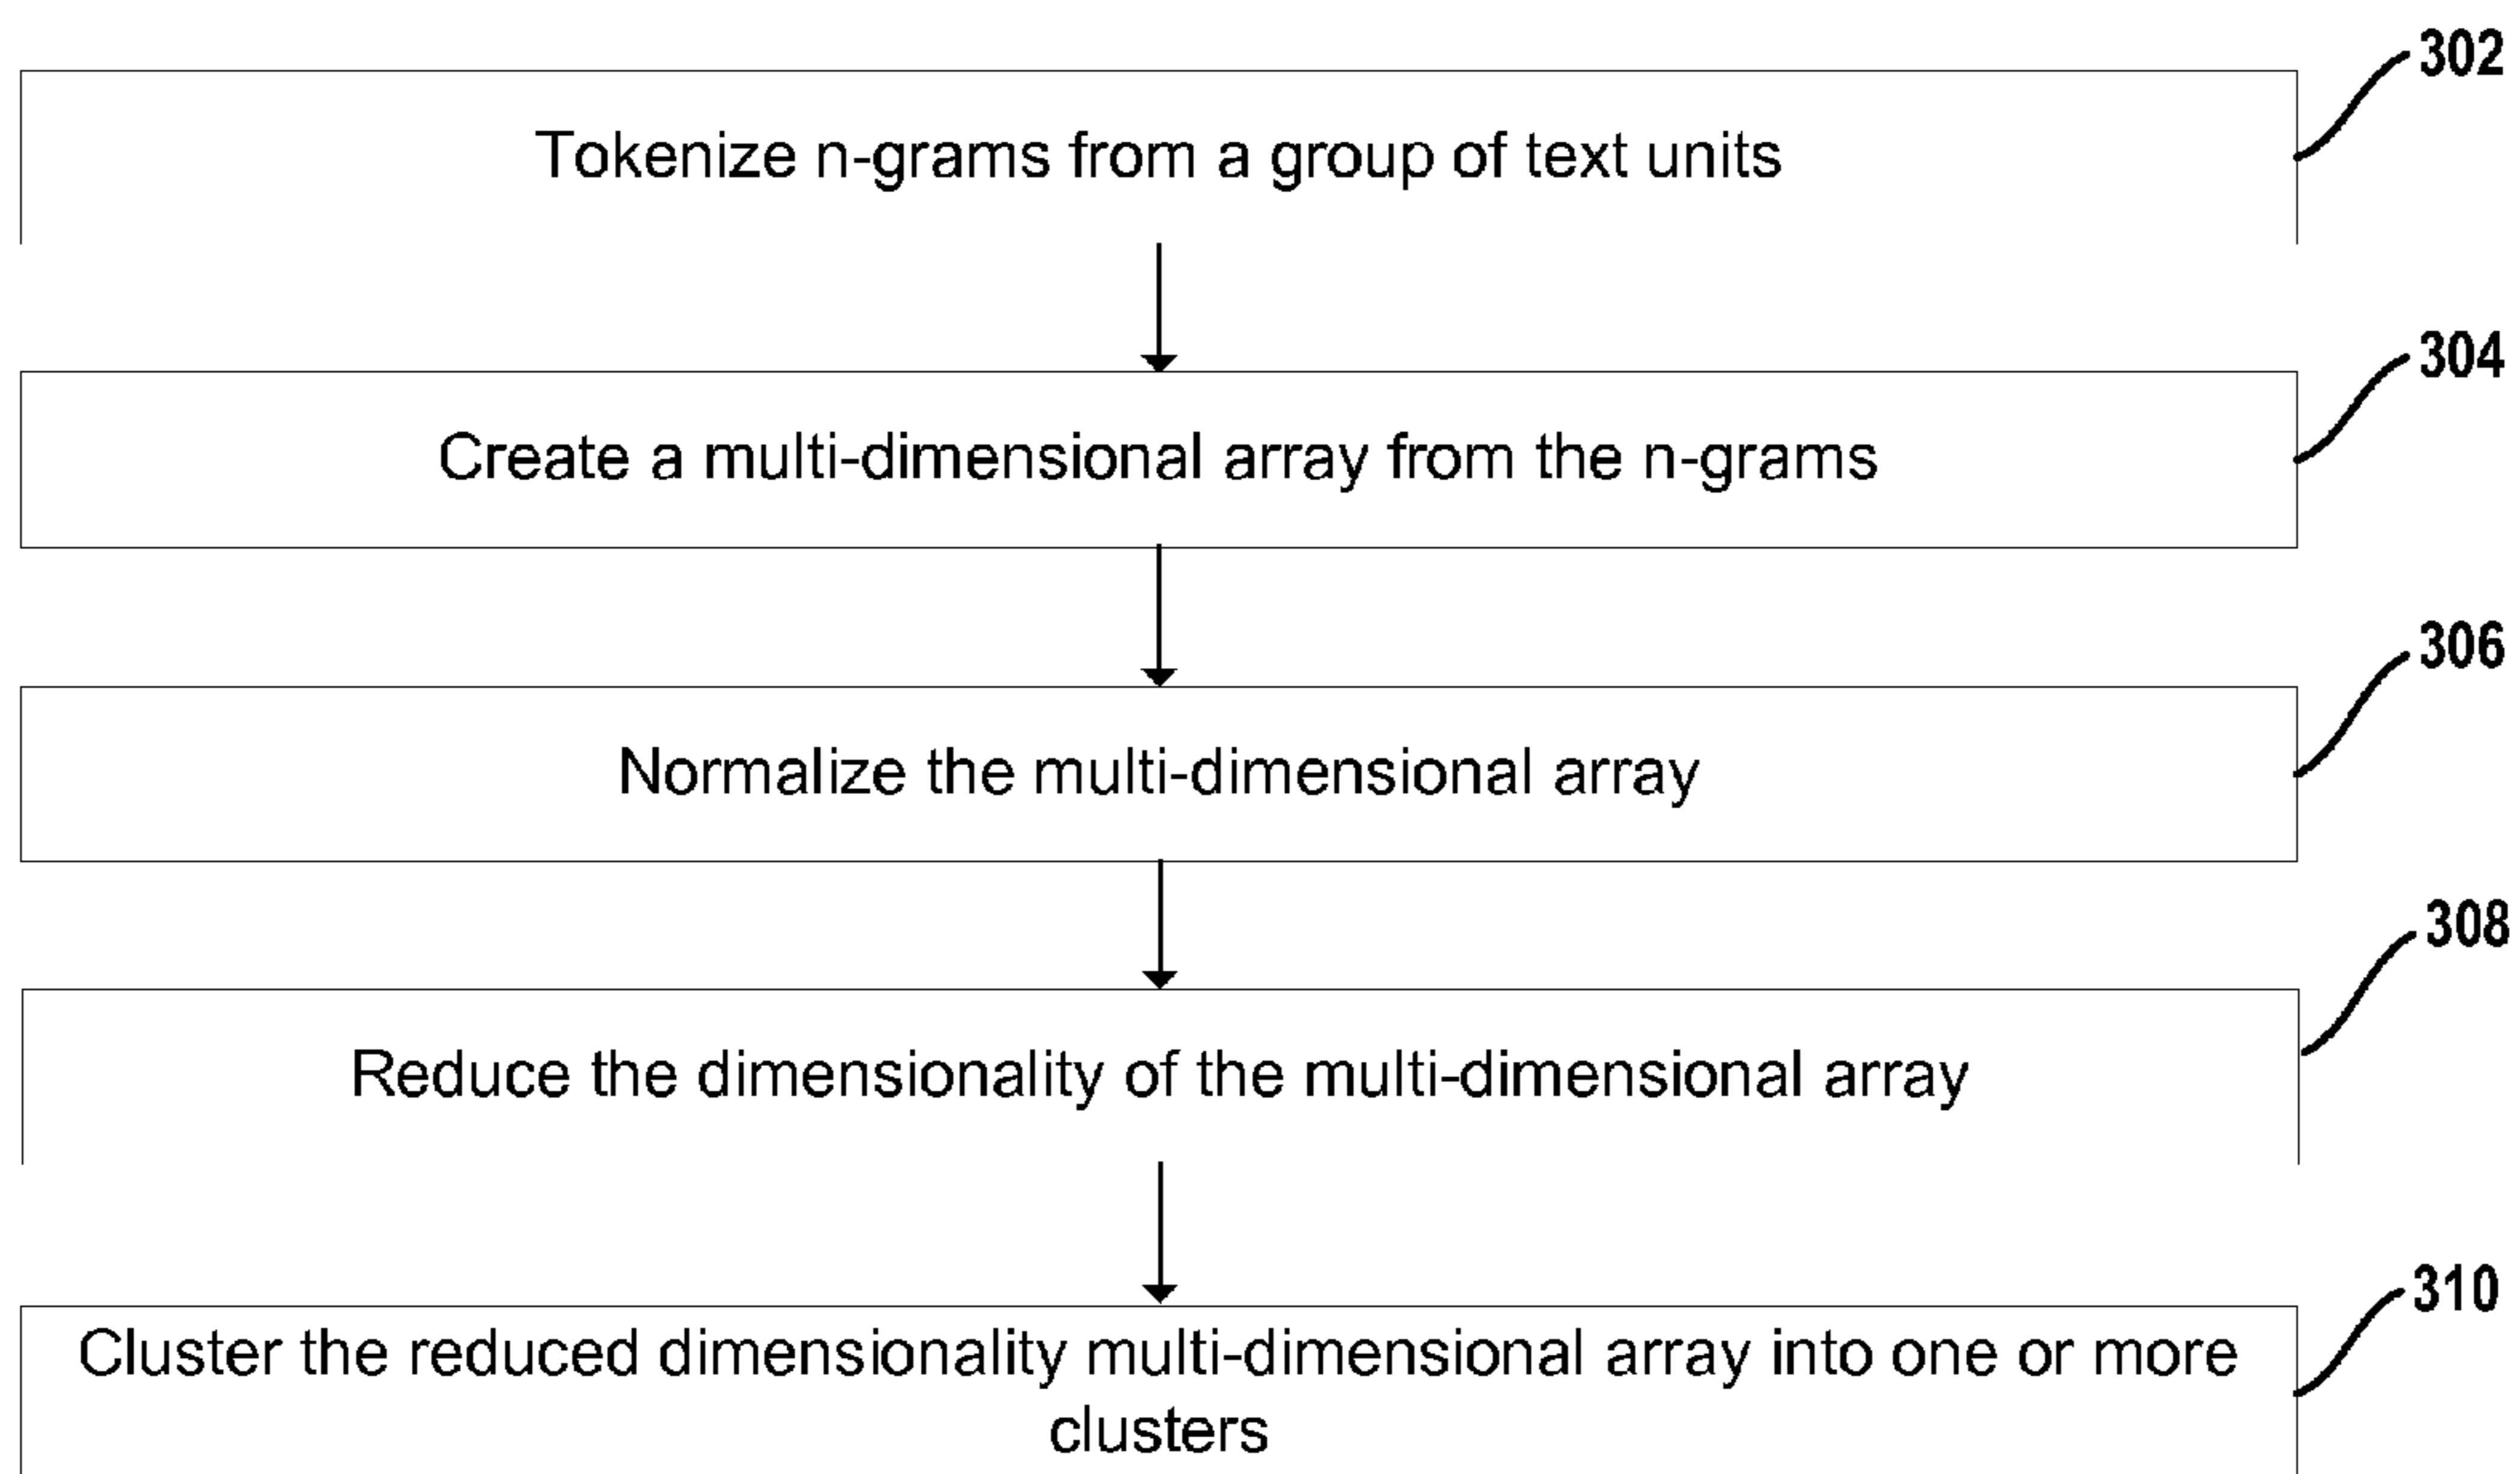 302
Tokenize n-grams from a group of text units
304
Create a multi-dimensional array from the n-grams
306
Normalize the multi-dimensional array
308
Reduce the dimensionality of the multi-dimensional array
310
Cluster the reduced dimensionality multi-dimensional array into one or more
clusters